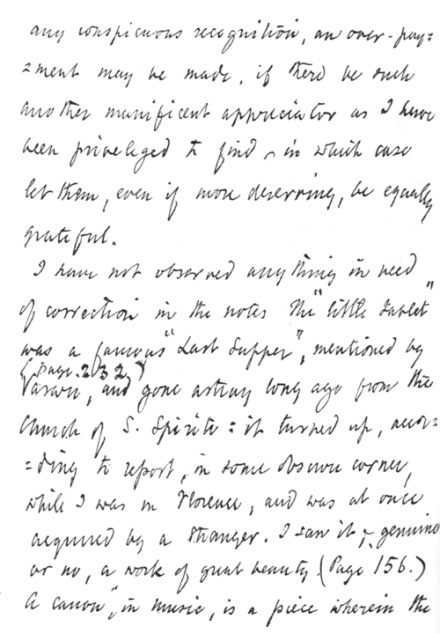 any conspicuous recognition, an over-pay=
=ment may be made, if there be such
another munificent appreciator as I have
been privileged to find – in which case
let them, even if more deserving, be equally
grateful.
I have not observed anything in need
of correction in the notes The "little tablet"
was a famous "Last Supper", mentioned by
(Page. 232)
Vasari, and gone astray long ago from the
Church of S. Spirito: it turned up, accor=
=ding to report, in some obscure corner,
while I was in Florence, and was at once
acquired by a stranger. I saw it, genuine
or no, a work of great beauty (Page 156.)
A canon, "in music, is a piece wherein the